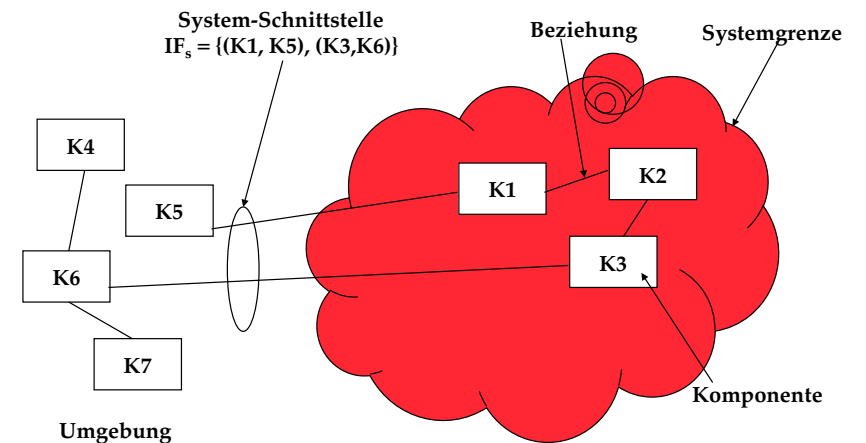 System-Schnittstelle
IFs = {(K1, K5), (K3,K6)}
Beziehung
Systemgrenze
K4
K5
K1
K2
K6
K3
K7
Komponente
Umgebung